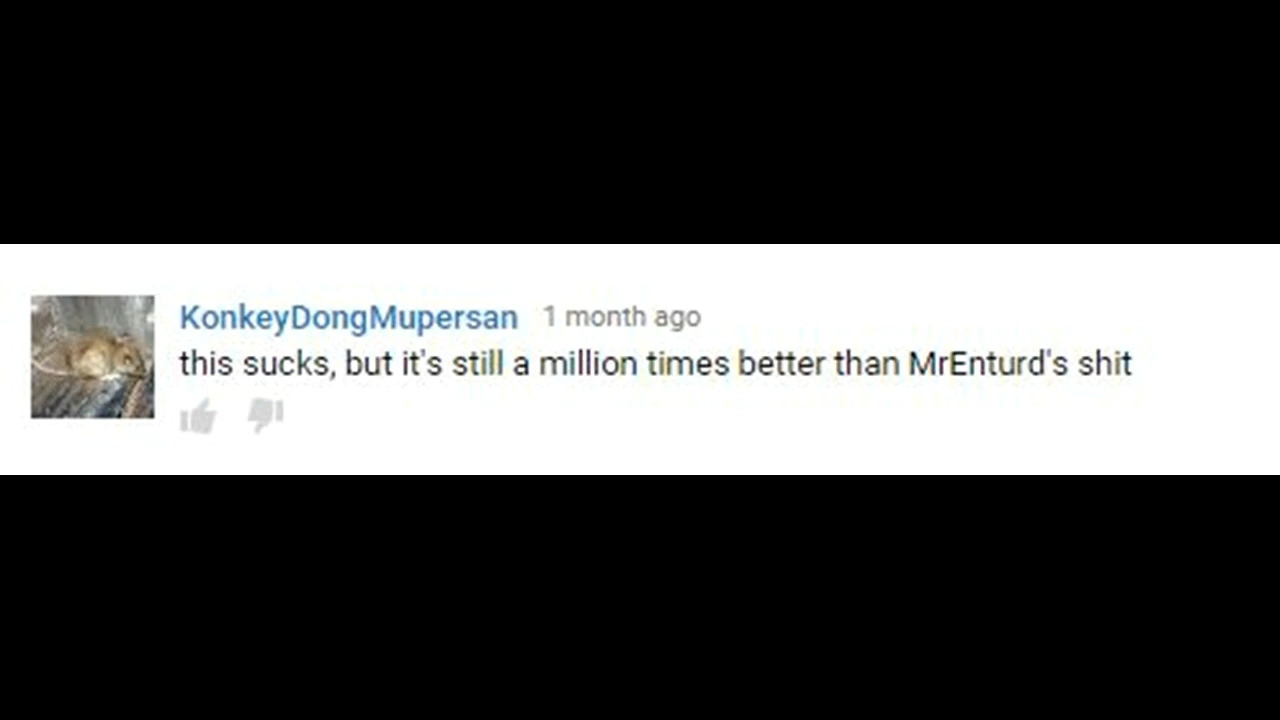 KonkeyDongMupersan 1 month ago
this sucks, but it's still a million times better than MrEnturd's shit